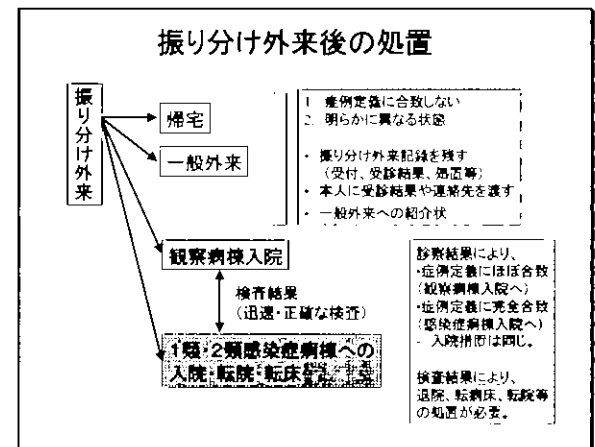 振り分け外来後の処置
振り分け外来
帰宅
一般外来
1. 症例定義に合致しない
2. 明らかに異なる状態
・ 振り分け外来記録を残す
(受付、受診結果、処置等)
・ 本人に受診結果や連絡先を渡す
・ 一般外来への紹介状
観察病棟入院
検査結果
(迅速・正確な検査)
1類・2類感染症病棟への
入院・転院・転床
診察結果により、
・症例定義にほぼ合致
(観察病棟入院へ)
・症例定義に完全合致
(感染症病棟入院へ)
- 入院措置は同じ。
検査結果により、
退院、転病床、転院等
の処置が必要。